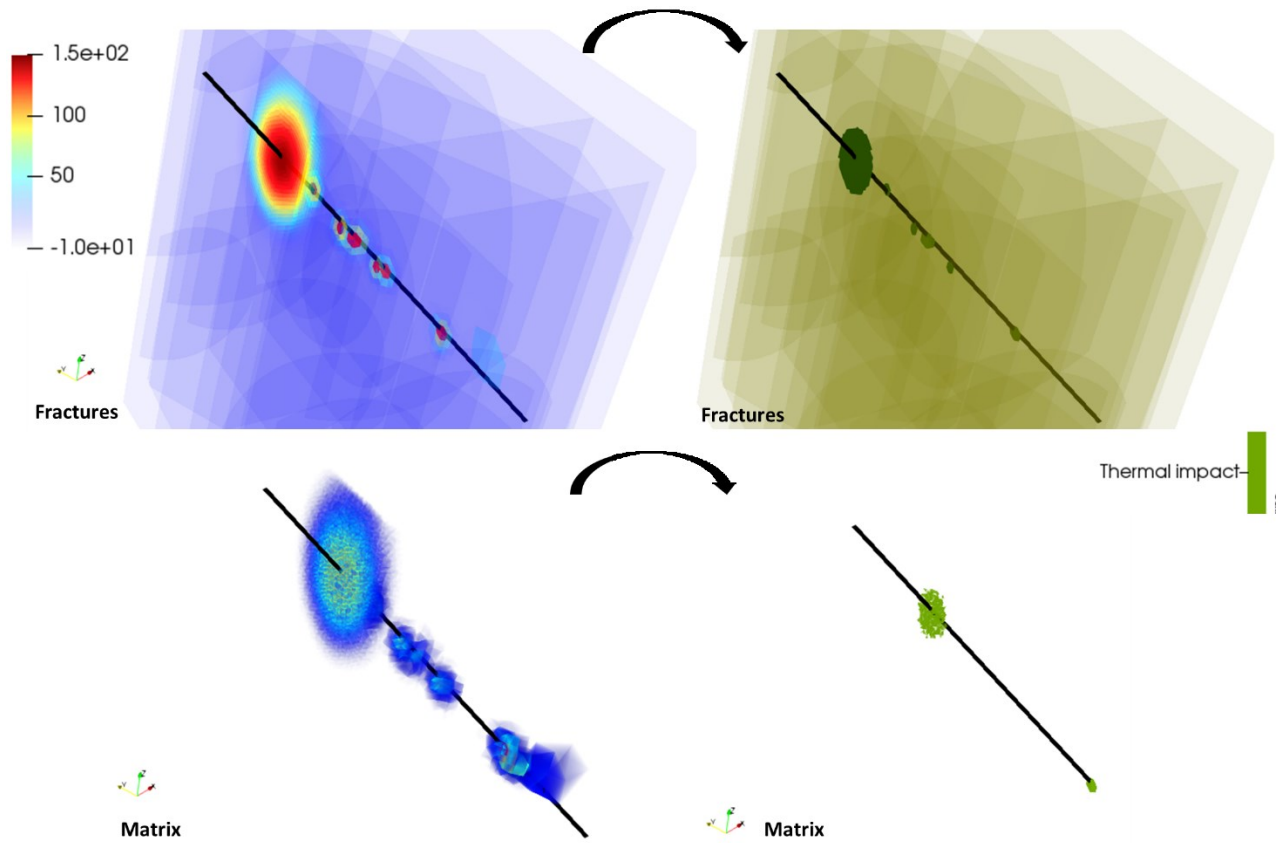 1.5e+02
100
50
-1.0e+01
Fractures
Fractures
Thermal impact
Matrix
Matrix